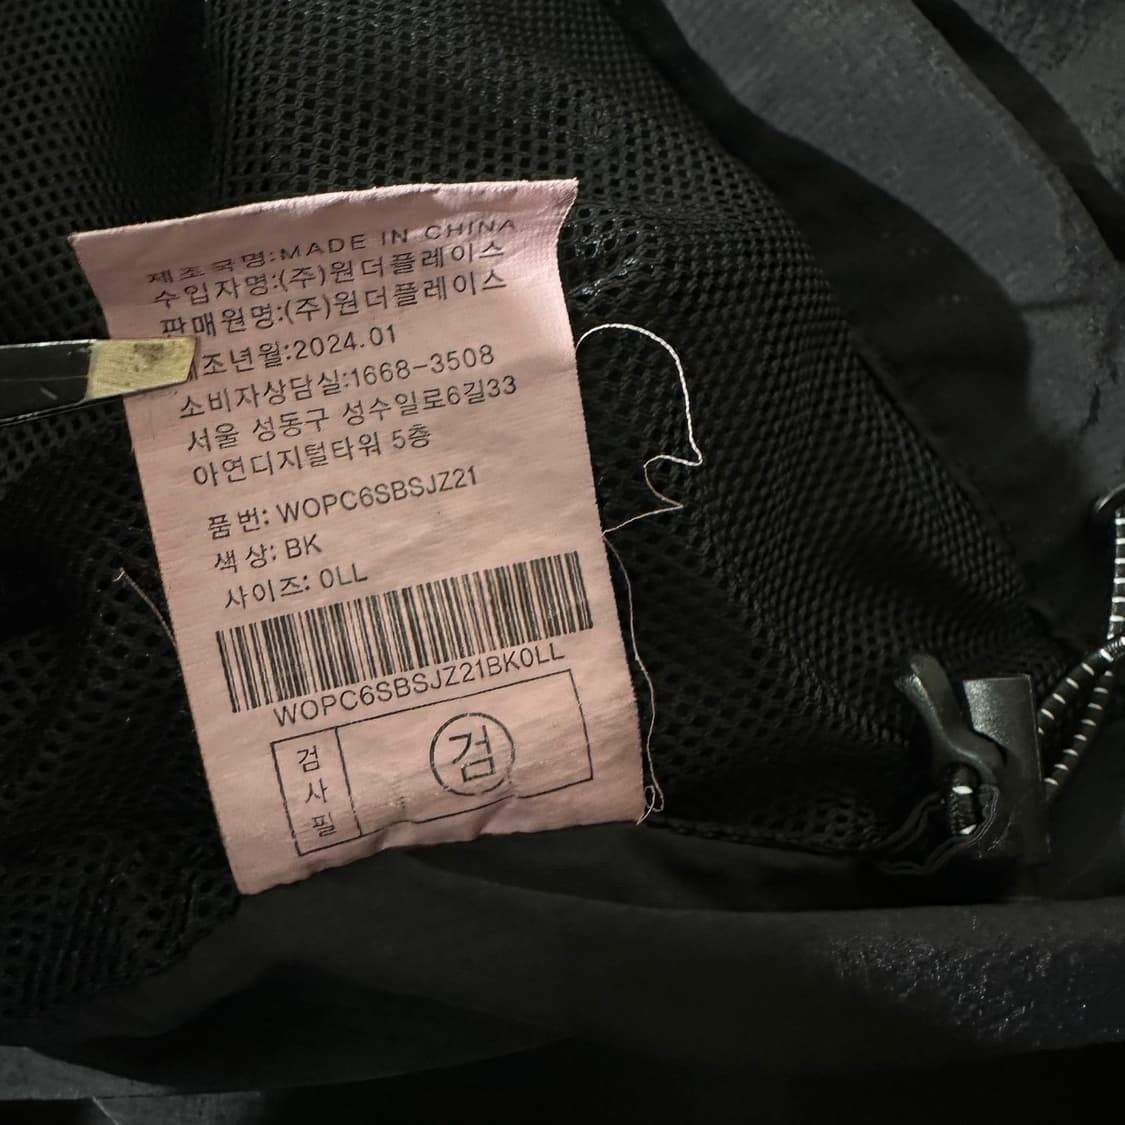 제조국명:MADE IN CHINA
수입자명:(주)원더플레이스
판매원명:(주)원더플레이스
조년월:2024.01
소비자상담실:1668-3508
서울 성동구 성수일로6길33
아연디지털타워 5층
품번: WOPC6SBSJZ21
색상: BK
사이즈: 0LL
WOPC6SBSJZ21BK0LL
검사필
검